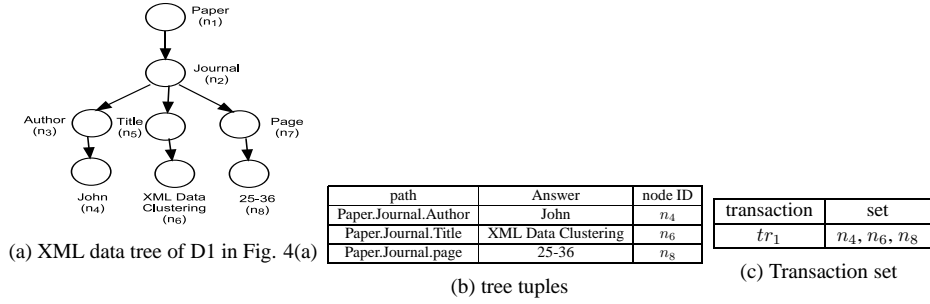 Paper
(n1)
Journal
(n2)
Author
(n3)
Title
(n5)
Page
(n7)
John
(n4)
XML Data
Clustering
(n6)
25-36
(n8)
(a) XML data tree of D1 in Fig. 4(a)
path Answer node ID
Paper.Journal.Author John n4
Paper.Journal.Title XML Data Clustering n6
Paper.Journal.page 25-36 n8
(b) tree tuples
transaction set
tr1 n4, n6, n8
(c) Transaction set